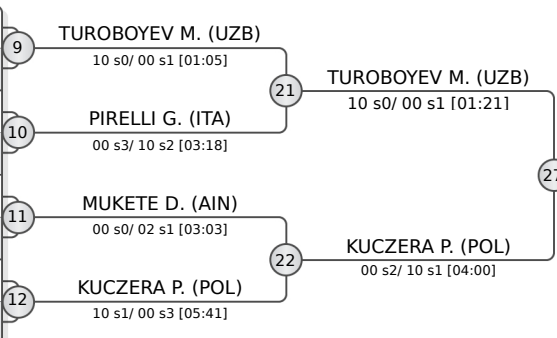 TUROBOYEV M. (UZB)
9
10 s0/ 00 s1 [01:05]
21
TUROBOYEV M. (UZB)
10 s0/ 00 s1 [01:21]
PIRELLI G. (ITA)
10
00 s3/ 10 s2 [03:18]
27
MUKETE D. (AIN)
11
00 s0/ 02 s1 [03:03]
22
KUCZERA P. (POL)
00 s2/ 10 s1 [04:00]
KUCZERA P. (POL)
12
10 s1/ 00 s3 [05:41]